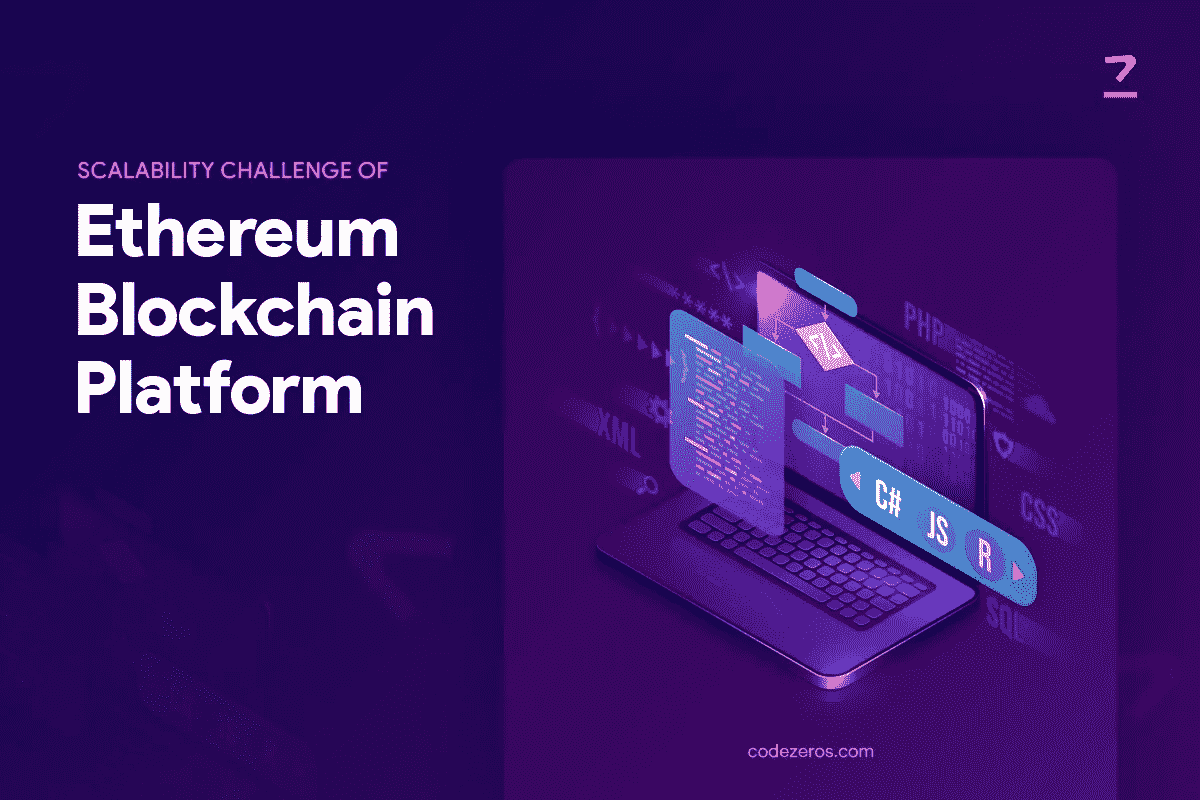 SCALABILITY CHALLENGE OF
Ethereum
Blockchain
Platform
</>
*****
PHP
XML
C# JS R
CSS
SQL
codezeros.com